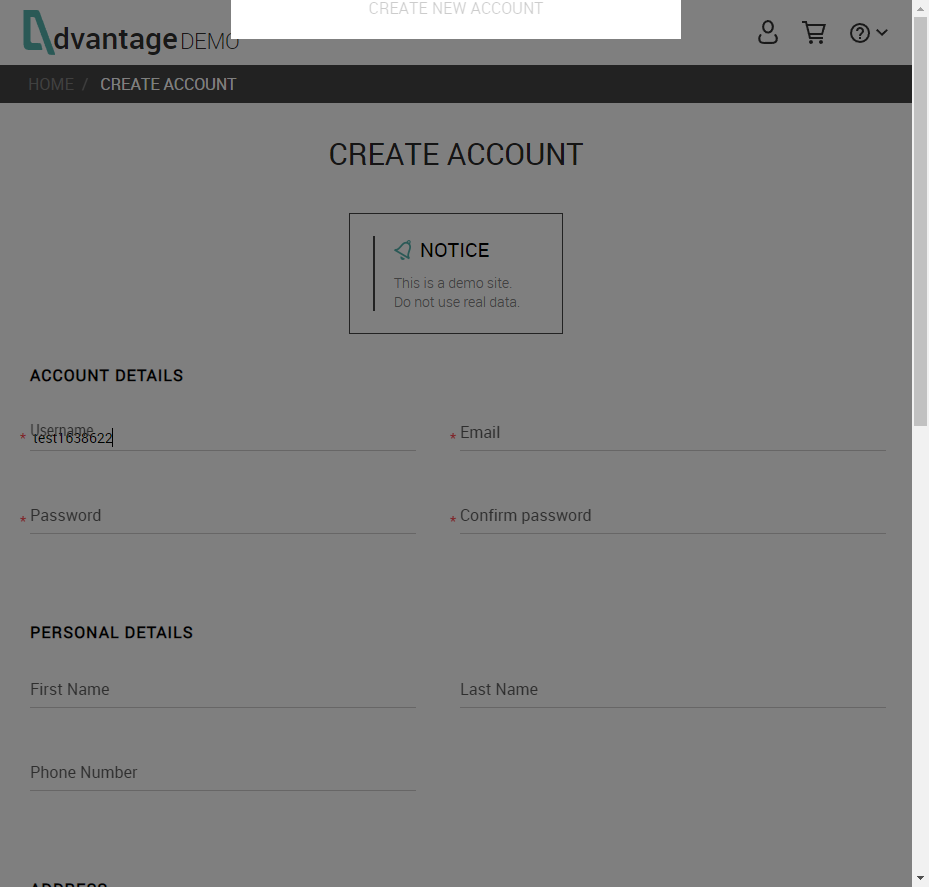 CREATE NEW ACCOUNT
dvantage DEMO
HOME / CREATE ACCOUNT
CREATE ACCOUNT
NOTICE
This is a demo site.
Do not use real data.
ACCOUNT DETAILS
Username
* test1638622
* Email
* Password
* Confirm password
PERSONAL DETAILS
First Name
Last Name
Phone Number
ADDRESS